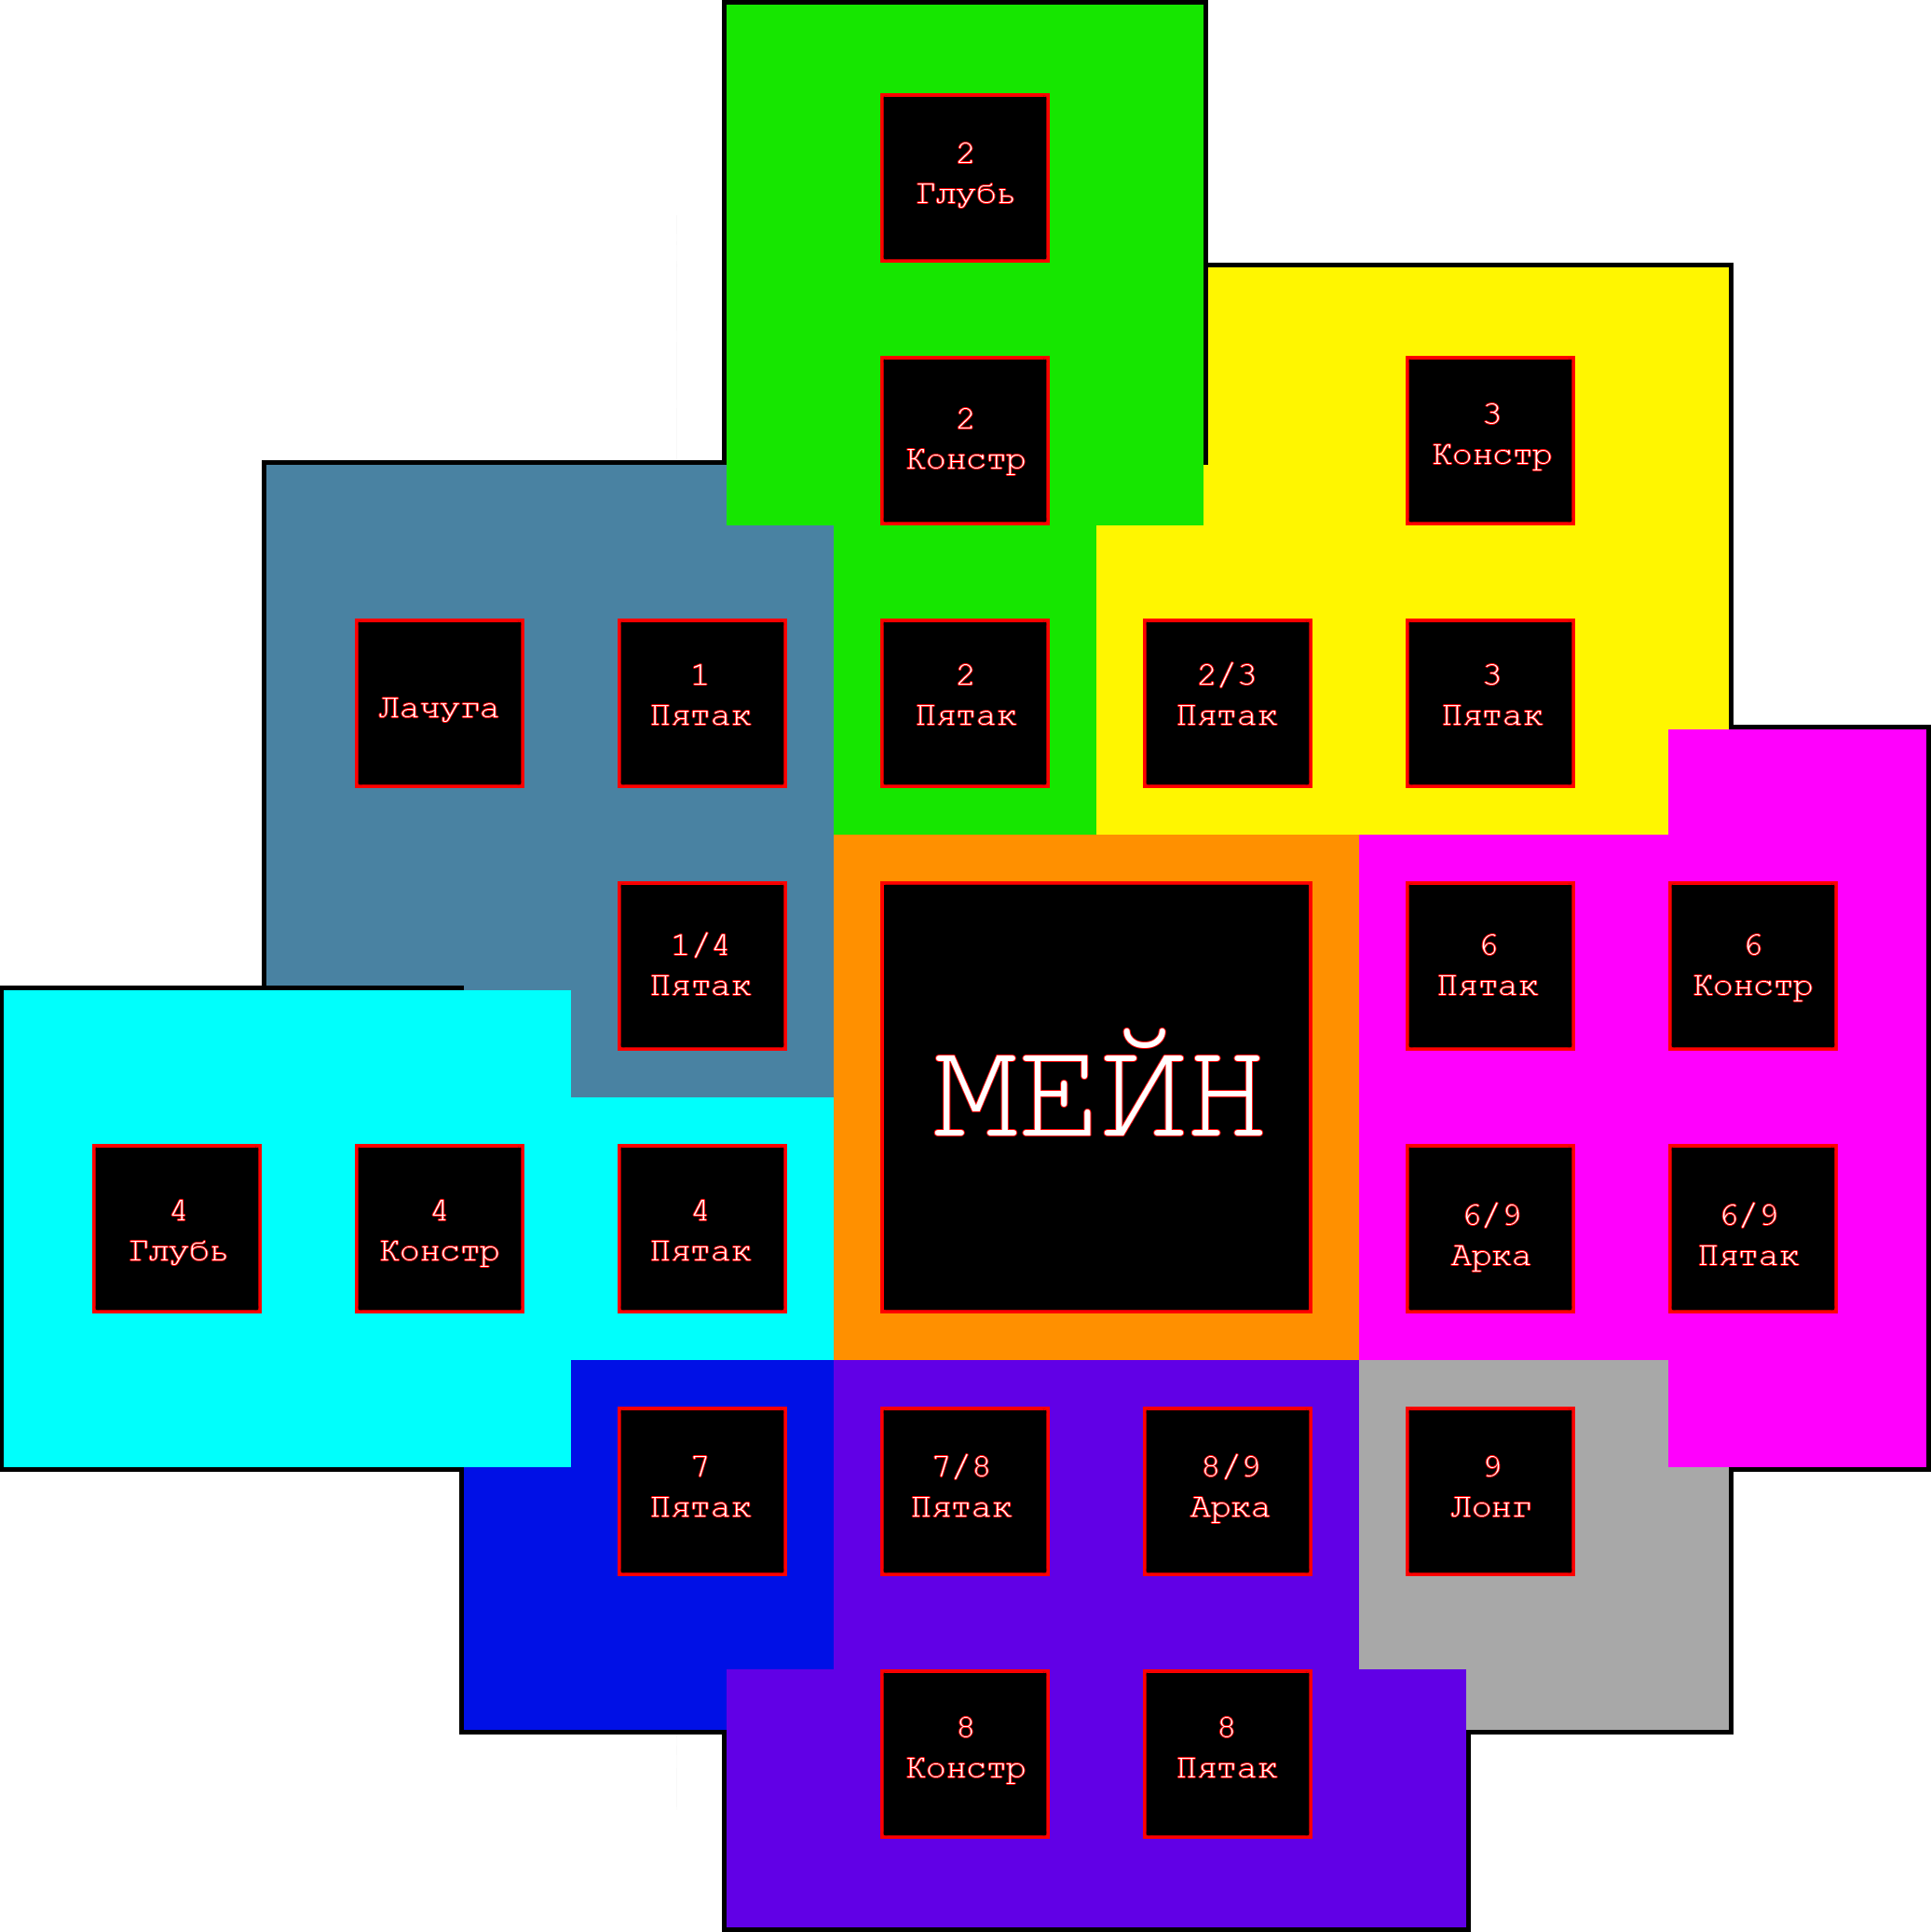 2
Глубь
2
Констр
3
Констр
Лачуга
1
Пятак
2
Пятак
2/3
Пятак
3
Пятак
1/4
Пятак
МЕЙН
6
Пятак
6
Констр
4
Глубь
4
Констр
4
Пятак
6/9
Арка
6/9
Пятак
7
Пятак
7/8
Пятак
8/9
Арка
9
Лонг
8
Констр
8
Пятак